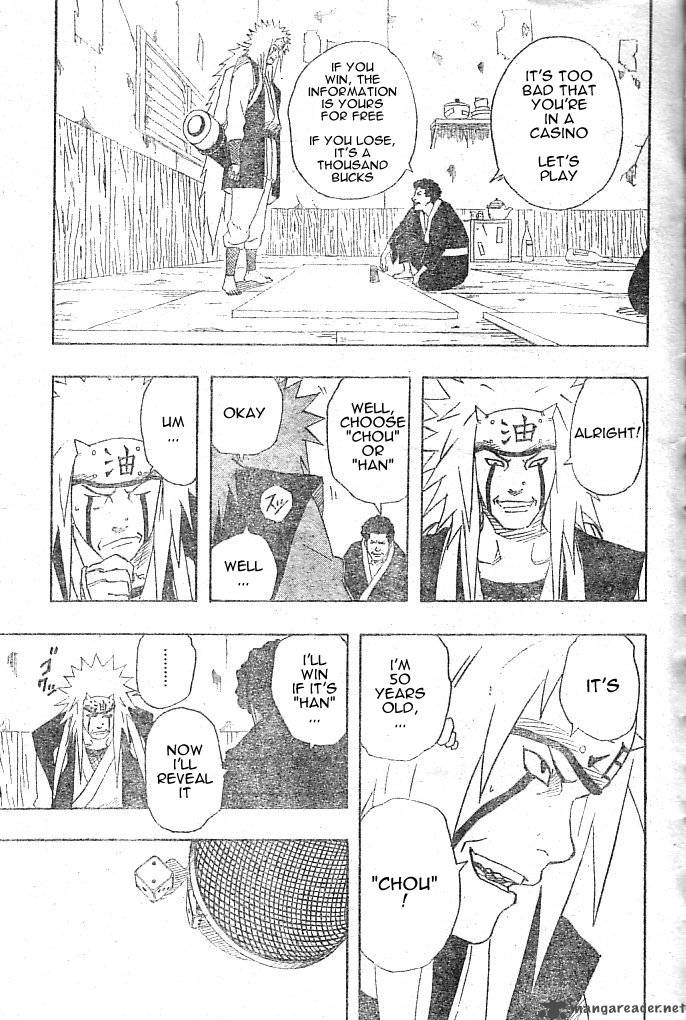 IT'S TOO
BAD THAT
YOU'RE
IN A
CASINO
LET'S
PLAY
IF YOU
WIN, THE
INFORMATION
IS YOURS
FOR FREE
IF YOU LOSE,
IT'S A
THOUSAND
BUCKS
ALRIGHT!
油
WELL,
CHOOSE
"CHOU"
OR
"HAN"
OKAY
スッ
WELL
...
UM
...
油
IT'S
I'M
50
YEARS
OLD,
...
"CHOU"
!
I'LL
WIN
IF IT'S
"HAN"
...
.........
NOW
I'LL
REVEAL
IT
mangareader.net